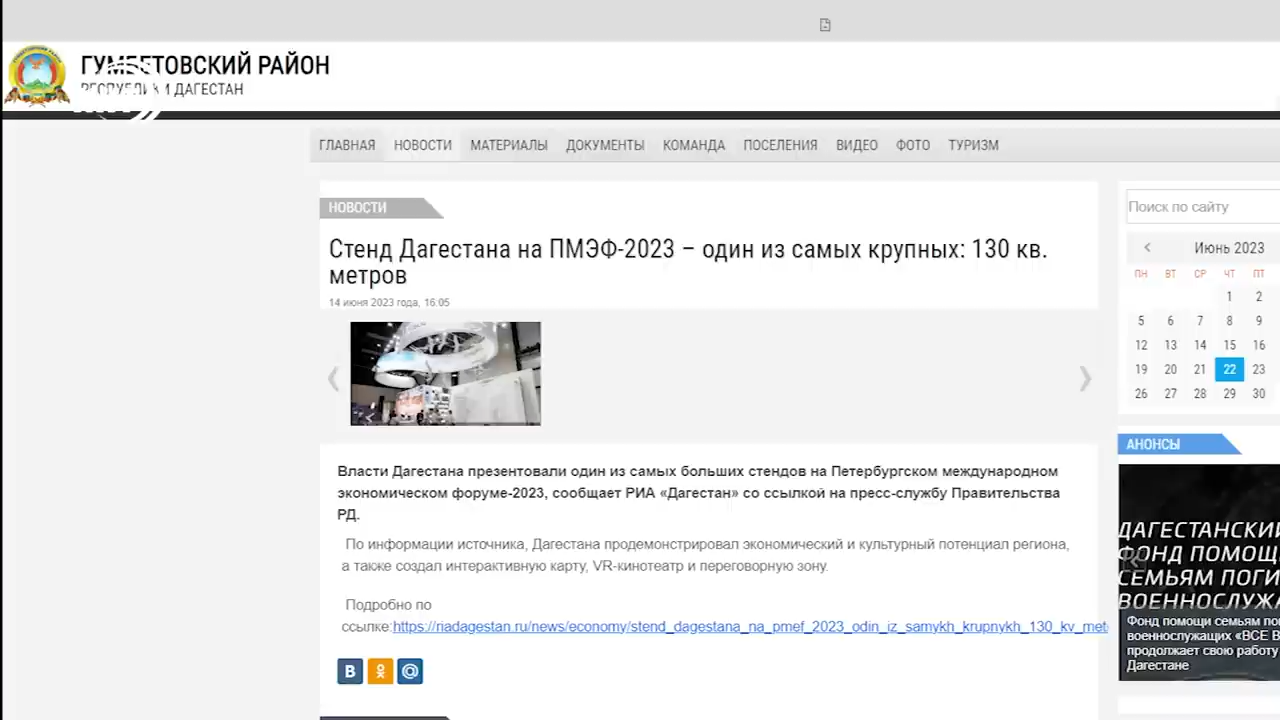 ГУМБЕТОВСКИЙ РАЙОН
РЕСПУБЛИКИ ДАГЕСТАН
ГЛАВНАЯ НОВОСТИ МАТЕРИАЛЫ ДОКУМЕНТЫ КОМАНДА ПОСЕЛЕНИЯ ВИДЕО ФОТО ТУРИЗМ
НОВОСТИ
Стенд Дагестана на ПМЭФ-2023 – один из самых крупных: 130 кв.
метров
14 июня 2023 года, 16:05
Власти Дагестана презентовали один из самых больших стендов на Петербургском международном
экономическом форуме-2023, сообщает РИА «Дагестан» со ссылкой на пресс-службу Правительства
РД.
По информации источника, Дагестана продемонстрировал экономический и культурный потенциал региона,
а также создал интерактивную карту, VR-кинотеатр и переговорную зону.
Подробно по
ссылке:https://riadagestan.ru/news/economy/stend_dagestana_na_pmef_2023_odin_iz_samykh_krupnykh_130_kv_met
Поиск по сайту
Июнь 2023
ПН ВТ СР ЧТ ПТ
1 2
5 6 7 8 9
12 13 14 15 16
19 20 21 22 23
26 27 28 29 30
АНОНСЫ
ДАГЕСТАНСКИ
ФОНД ПОМОЩ
СЕМЬЯМ ПОГИ
ВОЕННОСЛУЖА
Фонд помощи семьям по
военнослужащих «ВСЕ В
продолжает свою работу
Дагестане